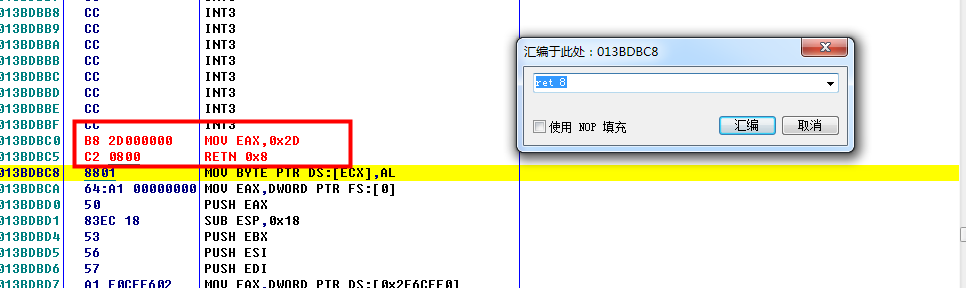 013BDBB8 CC INT3
013BDBB9 CC INT3
013BDBBA CC INT3
013BDBBB CC INT3
013BDBBC CC INT3
013BDBBD CC INT3
013BDBBE CC INT3
013BDBBF CC INT3
013BDBC0 B8 2D000000 MOV EAX,0x2D
013BDBC5 C2 0800 RETN 0x8
013BDBC8 8801 MOV BYTE PTR DS:[ECX],AL
013BDBCA 64:A1 00000000 MOV EAX,DWORD PTR FS:[0]
013BDBD0 50 PUSH EAX
013BDBD1 83EC 18 SUB ESP,0x18
013BDBD4 53 PUSH EBX
013BDBD5 56 PUSH ESI
013BDBD6 57 PUSH EDI
013BDBD7 A1 E0CEF602 MOV EAX,DWORD PTR DS:[0x2F6CEE0]
汇编于此处：013BDBC8
ret 8
使用 NOP 填充
汇编
取消